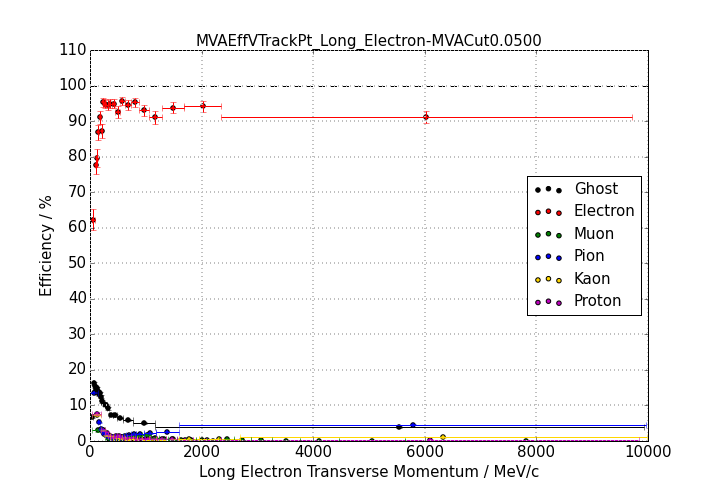 MVAEffVTrackPt_Long_Electron-MVACut0.0500
110
100
90
80
70
60
50
40
30
20
10
0
Efficiency / %
Ghost
Electron
Muon
Pion
Kaon
Proton
0 2000 4000 6000 8000 10000
Long Electron Transverse Momentum / MeV/c